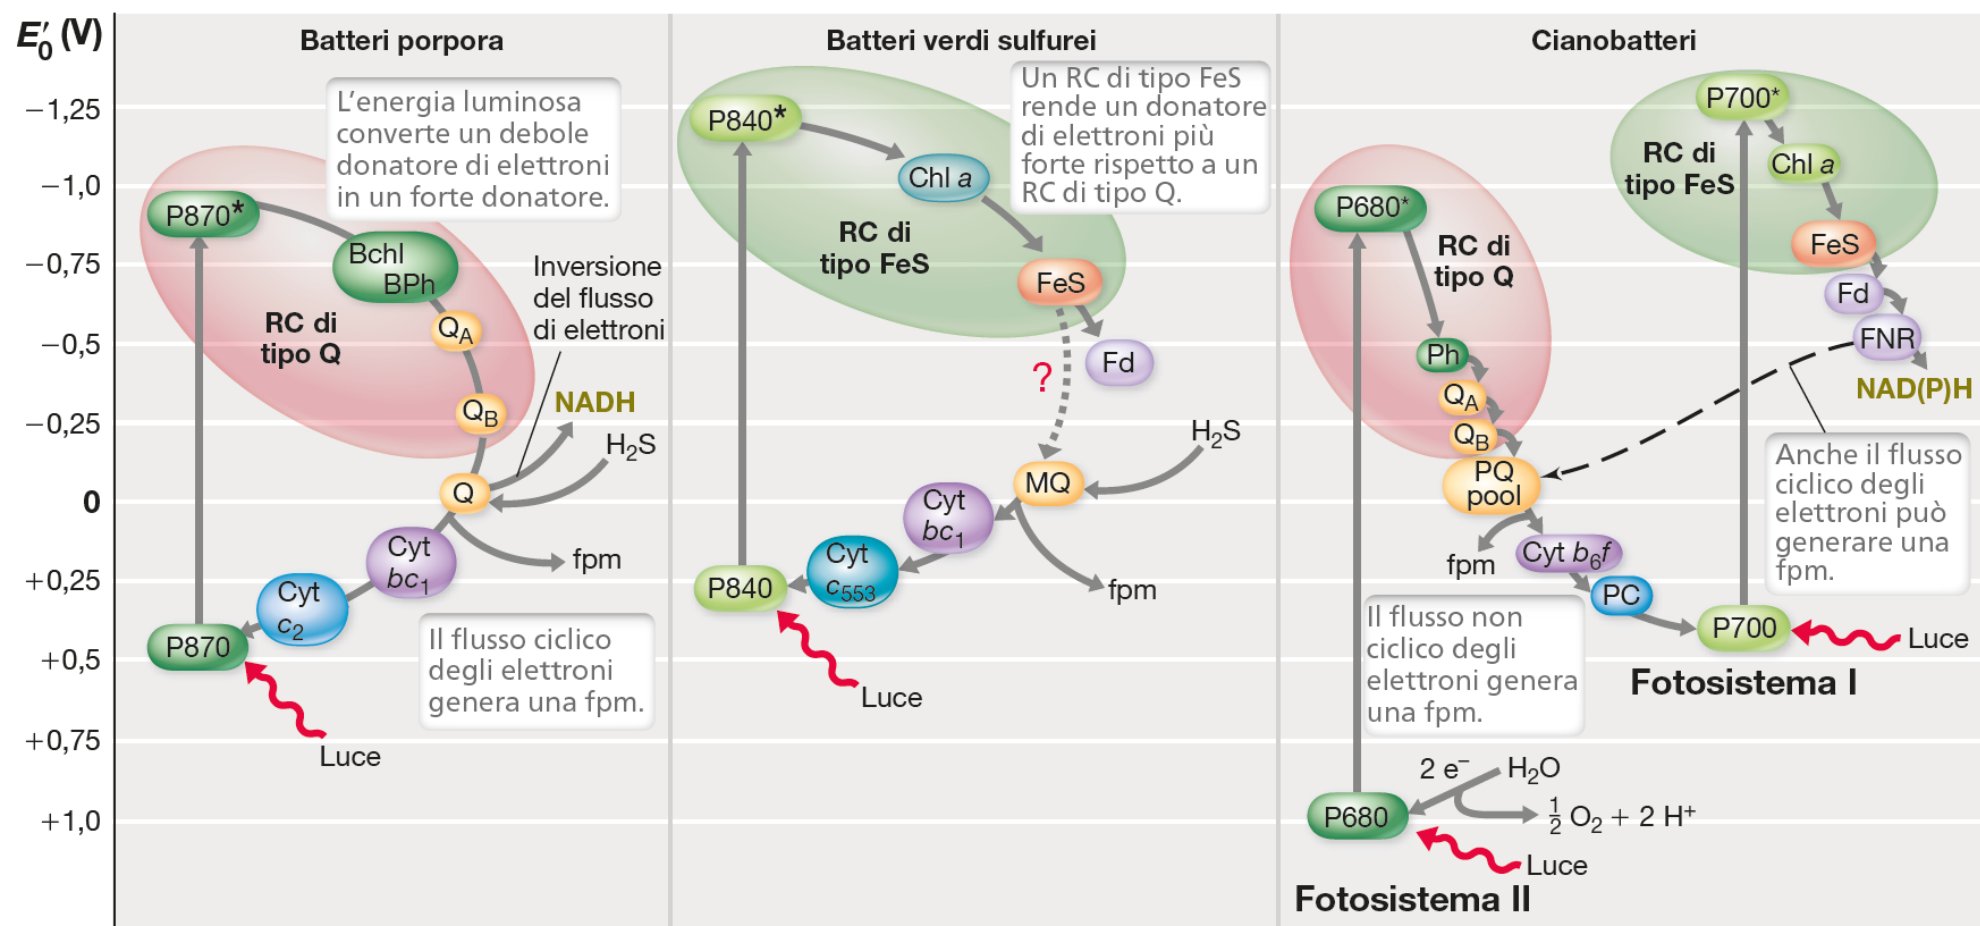 E′₀ (V)
−1,25
−1,0
−0,75
−0,5
−0,25
0
+0,25
+0,5
+0,75
+1,0
Batteri porpora
L’energia luminosa
converte un debole
donatore di elettroni
in un forte donatore.
P870*
Bchl
BPh
RC di
tipo Q
Q_A
Q_B
Inversione
del flusso
di elettroni
NADH
H₂S
Q
fpm
Cyt
bc₁
Cyt
c₂
P870
Il flusso ciclico
degli elettroni
genera una fpm.
Luce
Batteri verdi sulfurei
Un RC di tipo FeS
rende un donatore
di elettroni più
forte rispetto a un
RC di tipo Q.
P840*
Chl a
RC di
tipo FeS
FeS
Fd
?
H₂S
MQ
Cyt
bc₁
Cyt
c₅₅₃
P840
fpm
Luce
Cianobatteri
P700*
RC di
tipo FeS
Chl a
FeS
Fd
FNR
NAD(P)H
P680*
RC di
tipo Q
Ph
Q_A
Q_B
PQ
pool
fpm
Cyt b₆f
PC
P700
Luce
Fotosistema I
Anche il flusso
ciclico degli
elettroni può
generare una
fpm.
Il flusso non
ciclico degli
elettroni genera
una fpm.
2 e⁻
H₂O
½ O₂ + 2 H⁺
P680
Luce
Fotosistema II